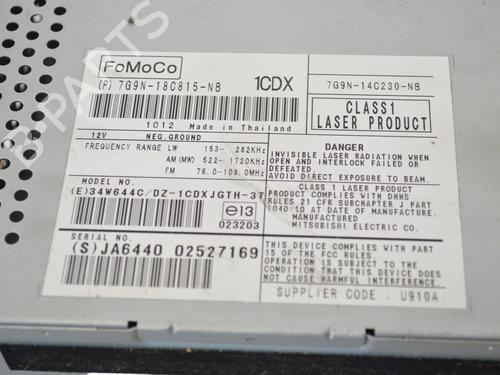 B-PARTS
FoMoCo
(P) 7G9N-18C815-NB 1CDX 7G9N-14C230-NB
CLASS1
LASER PRODUCT
1012 Made in Thailand
12V NEG.GROUND
FREQUENCY RANGE LW 153- 282KHz
AM(MW) 522- 1720KHz
FM 76.0-108.0MHz
DANGER
INVISIBLE LASER RADIATION WHEN
OPEN AND INTERLOCK FAILED OR
DEFEATED.
AVOID DIRECT EXPOSURE TO BEAM
MODEL NO.
(E)34W644C/DZ-1CDXJGTH-3T
e13
023203
CLASS 1 LASER PRODUCT
PRODUCT COMPLIES WITH DHHS
RULES 21 CFR SUBCHAPTER J PART
1040:10 AT DATE OF MANUFACTURE.
MANUFACTURED
MITSUBISHI ELECTRIC CO.
SERIAL NO.
(S)JA6440 02527169
THIS DEVICE COMPLIES WITH PART
15 OF THE FCC RULES.
OPERATION IS SUBJECT TO THE
CONDITION THAT THIS DEVICE DOES
NOT CAUSE HARMFUL INTERFERENCE.
SUPPLIER CODE : U910A